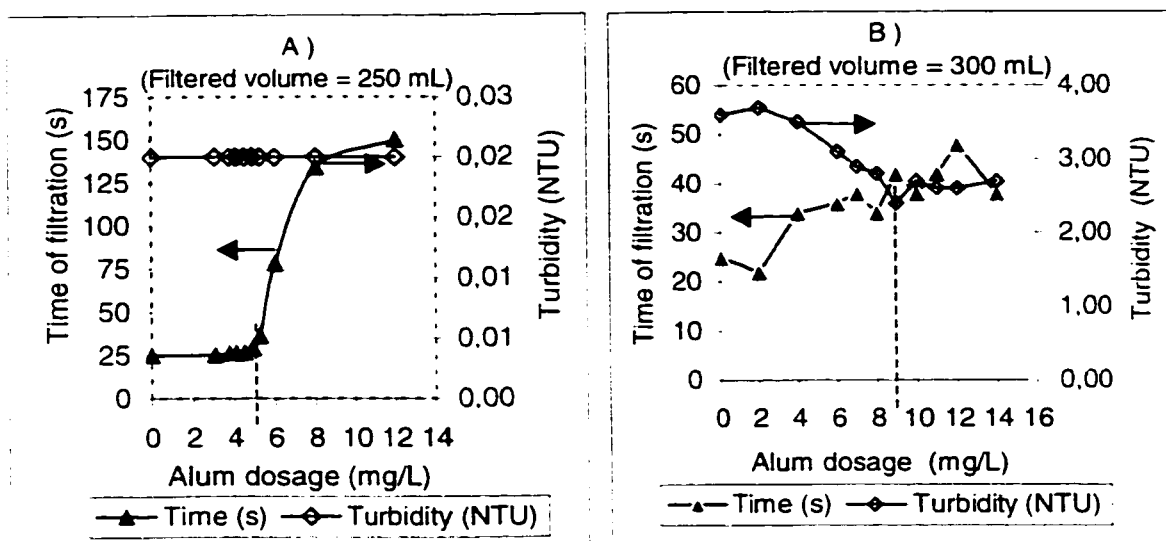 A )
(Filtered volume = 250 mL)
Time of filtration (s)
175
150
125
100
75
50
25
0
0,03
0,02
0,02
0,01
0,01
0,00
Turbidity (NTU)
0 2 4 6 8 10 12 14
Alum dosage (mg/L)
Time (s) Turbidity (NTU)
B )
(Filtered volume = 300 mL)
Time of filtration (s)
60
50
40
30
20
10
0
4,00
3,00
2,00
1,00
0,00
Turbidity (NTU)
0 2 4 6 8 10 12 14 16
Alum dosage (mg/L)
Time (s) Turbidity (NTU)